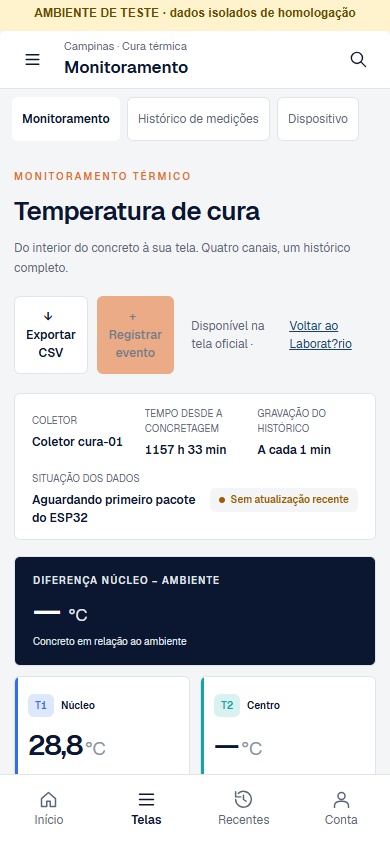 AMBIENTE DE TESTE · dados isolados de homologação
Campinas · Cura térmica
Monitoramento
Monitoramento
Histórico de medições
Dispositivo
MONITORAMENTO TÉRMICO
Temperatura de cura
Do interior do concreto à sua tela. Quatro canais, um histórico
completo.
↓
Exportar
CSV
+
Registrar
evento
Disponível na
tela oficial ·
Voltar ao
Laborat?rio
COLETOR
Coletor cura-01
TEMPO DESDE A
CONCRETAGEM
1157 h 33 min
GRAVAÇÃO DO
HISTÓRICO
A cada 1 min
SITUAÇÃO DOS DADOS
Aguardando primeiro pacote
do ESP32
Sem atualização recente
DIFERENÇA NÚCLEO – AMBIENTE
— °C
Concreto em relação ao ambiente
T1 Núcleo
28,8 °C
T2 Centro
— °C
Início
Telas
Recentes
Conta